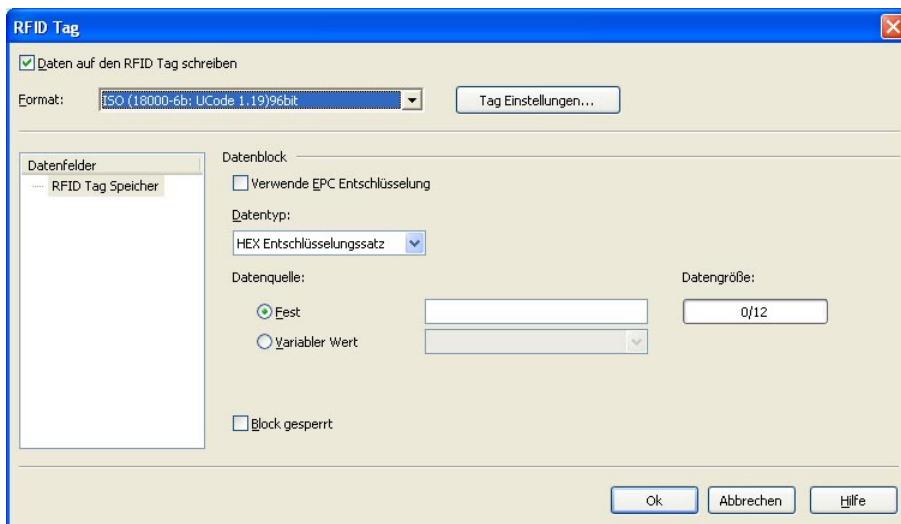 RFID Tag
Daten auf den RFID Tag schreiben
Format: ISO (18000-6b: UCode 1.19)96bit Tag Einstellungen...
Datenfelder
RFID Tag Speicher
Datenblock
Verwende EPC Entschlüsselung
Datentyp:
HEX Entschlüsselungssatz
Datenquelle: Datengröße:
Fest 0/12
Variabler Wert
Block gesperrt
Ok Abbrechen Hilfe